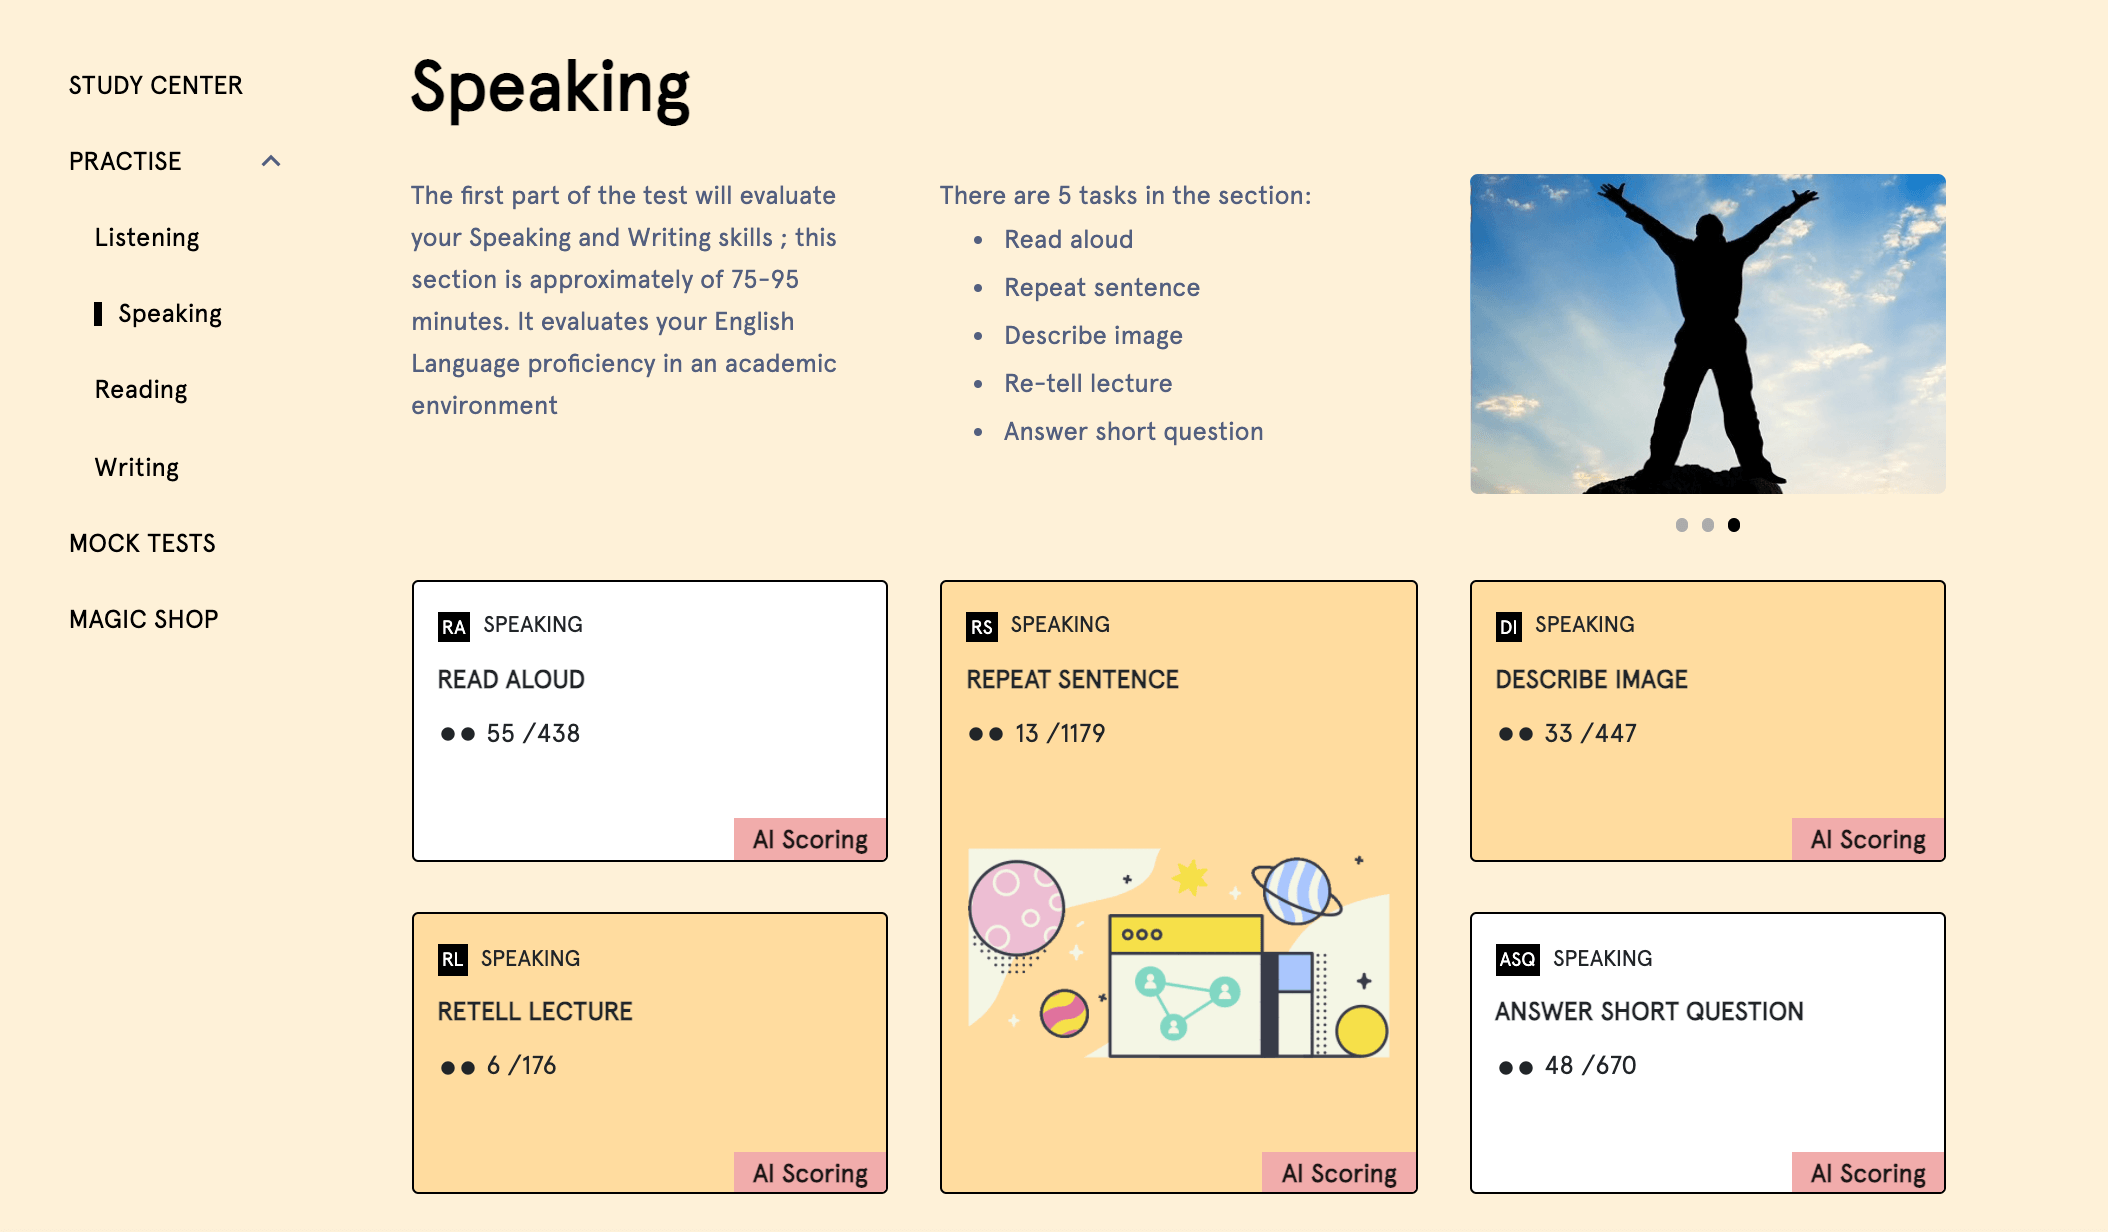 STUDY CENTER
PRACTISE
Listening
Speaking
Reading
Writing
MOCK TESTS
MAGIC SHOP
Speaking
The first part of the test will evaluate
your Speaking and Writing skills ; this
section is approximately of 75-95
minutes. It evaluates your English
Language proficiency in an academic
environment
There are 5 tasks in the section:
• Read aloud
• Repeat sentence
• Describe image
• Re-tell lecture
• Answer short question
RA SPEAKING
READ ALOUD
55 /438
AI Scoring
RS SPEAKING
REPEAT SENTENCE
13 /1179
AI Scoring
DI SPEAKING
DESCRIBE IMAGE
33 /447
AI Scoring
RL SPEAKING
RETELL LECTURE
6 /176
AI Scoring
ASQ SPEAKING
ANSWER SHORT QUESTION
48 /670
AI Scoring